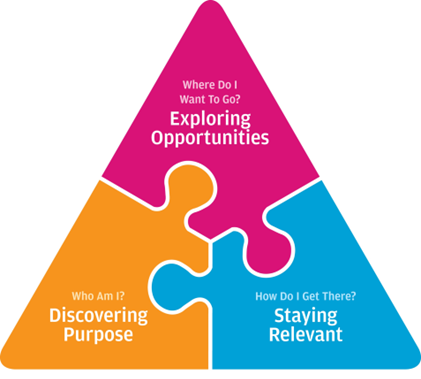 Where Do I
Want To Go?
Exploring
Opportunities
Who Am I?
Discovering
Purpose
How Do I Get There?
Staying
Relevant